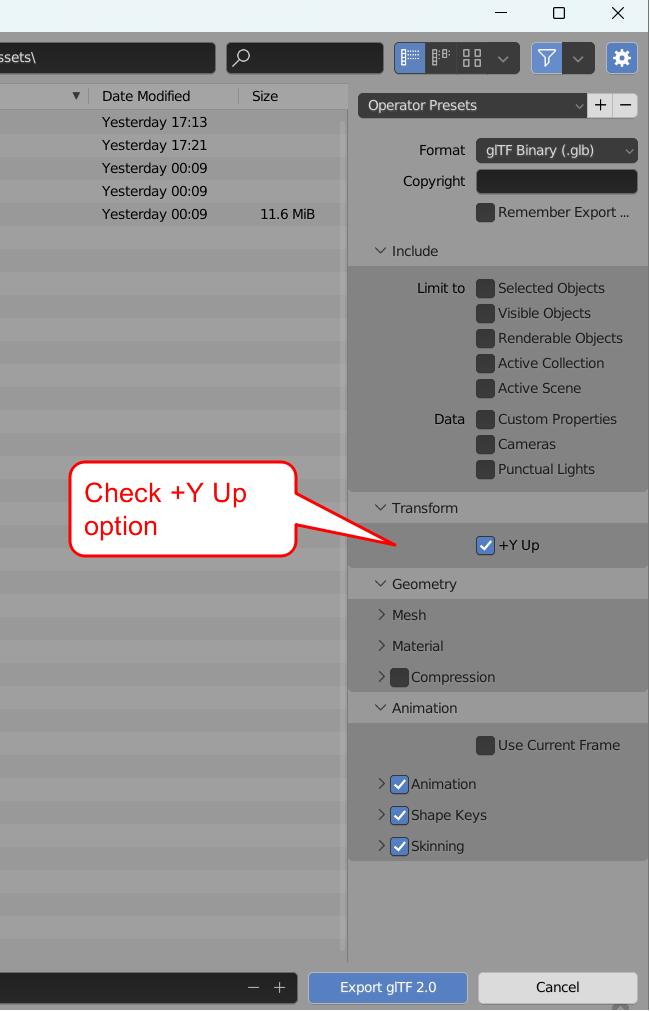 ssets\
Date Modified Size
Yesterday 17:13
Yesterday 17:21
Yesterday 00:09
Yesterday 00:09
Yesterday 00:09 11.6 MiB
Operator Presets
Format glTF Binary (.glb)
Copyright
Remember Export ...
Include
Limit to Selected Objects
Visible Objects
Renderable Objects
Active Collection
Active Scene
Data Custom Properties
Cameras
Punctual Lights
Transform
Check +Y Up
option
+Y Up
Geometry
Mesh
Material
Compression
Animation
Use Current Frame
Animation
Shape Keys
Skinning
Export glTF 2.0 Cancel